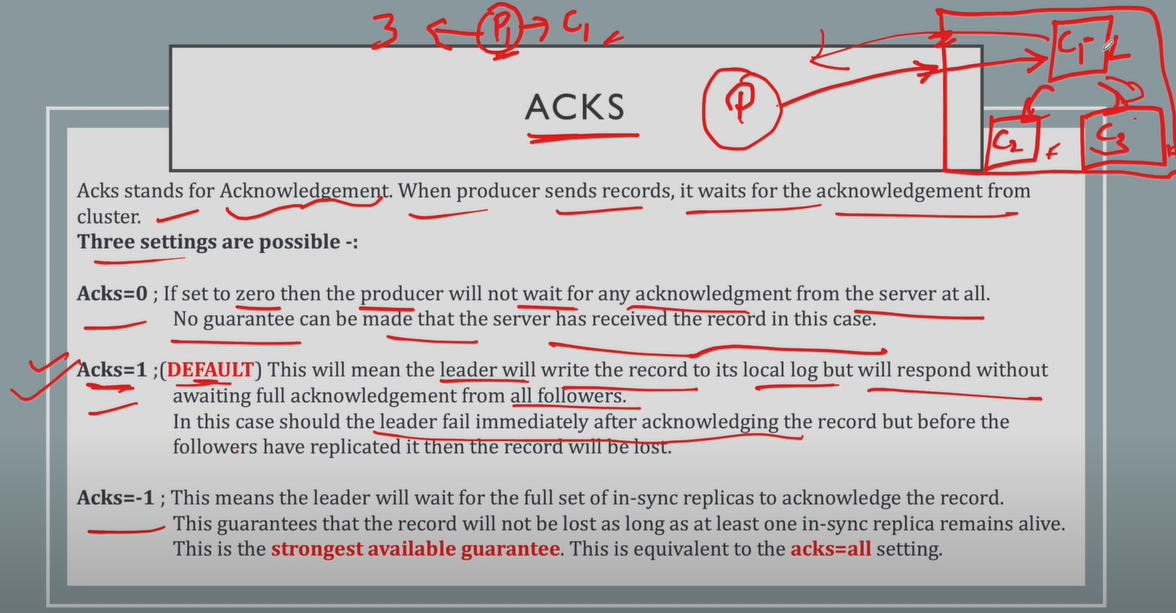 3 P1 C1
C1 - L
P
C2 C3
ACKS
Acks stands for Acknowledgement. When producer sends records, it waits for the acknowledgement from
cluster.
Three settings are possible -:
Acks=0 ; If set to zero then the producer will not wait for any acknowledgment from the server at all.
No guarantee can be made that the server has received the record in this case.
Acks=1 ;(DEFAULT) This will mean the leader will write the record to its local log but will respond without
awaiting full acknowledgement from all followers.
In this case should the leader fail immediately after acknowledging the record but before the
followers have replicated it then the record will be lost.
Acks=-1 ; This means the leader will wait for the full set of in-sync replicas to acknowledge the record.
This guarantees that the record will not be lost as long as at least one in-sync replica remains alive.
This is the strongest available guarantee. This is equivalent to the acks=all setting.